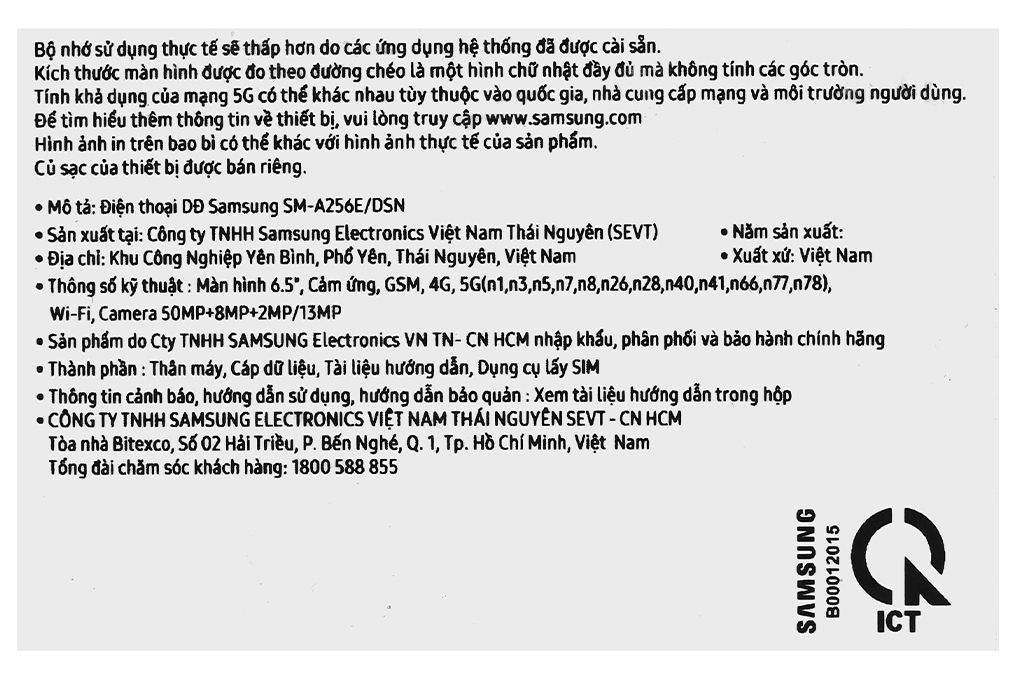 Bộ nhớ sử dụng thực tế sẽ thấp hơn do các ứng dụng hệ thống đã được cài sẵn.
Kích thước màn hình được đo theo đường chéo là một hình chữ nhật đầy đủ mà không tính các góc tròn.
Tính khả dụng của mạng 5G có thể khác nhau tùy thuộc vào quốc gia, nhà cung cấp mạng và môi trường người dùng.
Để tìm hiểu thêm thông tin về thiết bị, vui lòng truy cập www.samsung.com
Hình ảnh in trên bao bì có thể khác với hình ảnh thực tế của sản phẩm.
Củ sạc của thiết bị được bán riêng.
• Mô tả: Điện thoại DĐ Samsung SM-A256E/DSN
• Sản xuất tại: Công ty TNHH Samsung Electronics Việt Nam Thái Nguyên (SEVT) • Năm sản xuất:
• Địa chỉ: Khu Công Nghiệp Yên Bình, Phổ Yên, Thái Nguyên, Việt Nam • Xuất xứ: Việt Nam
• Thông số kỹ thuật : Màn hình 6.5", Cảm ứng, GSM, 4G, 5G(n1,n3,n5,n7,n8,n26,n28,n40,n41,n66,n77,n78),
Wi-Fi, Camera 50MP+8MP+2MP/13MP
• Sản phẩm do Cty TNHH SAMSUNG Electronics VN TN- CN HCM nhập khẩu, phân phối và bảo hành chính hãng
• Thành phần : Thân máy, Cáp dữ liệu, Tài liệu hướng dẫn, Dụng cụ lấy SIM
• Thông tin cảnh báo, hướng dẫn sử dụng, hướng dẫn bảo quản : Xem tài liệu hướng dẫn trong hộp
• CÔNG TY TNHH SAMSUNG ELECTRONICS VIỆT NAM THÁI NGUYÊN SEVT - CN HCM
Tòa nhà Bitexco, Số 02 Hải Triều, P. Bến Nghé, Q. 1, Tp. Hồ Chí Minh, Việt Nam
Tổng đài chăm sóc khách hàng: 1800 588 855
SAMSUNG
B00012015
ICT